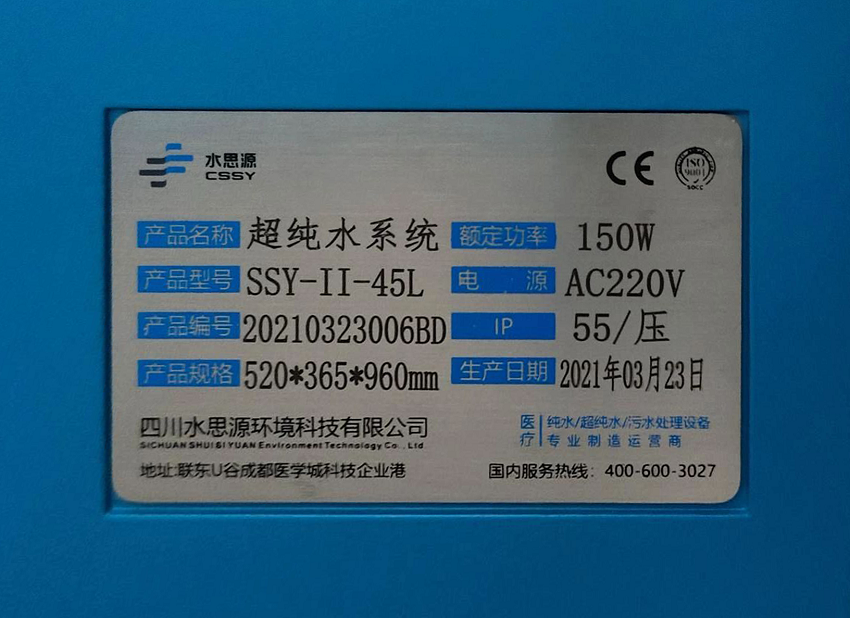 水思源
CSSY
CE
ISO
9001
SGCC
产品名称 超纯水系统 额定功率 150W
产品型号 SSY-II-45L 电 源 AC220V
产品编号 20210323006BD IP 55/压
产品规格 520*365*960mm 生产日期 2021年03月23日
四川水思源环境科技有限公司
SICHUAN SHUI SI YUAN Environment Technology Co., Ltd.
医疗 纯水/超纯水/污水处理设备
专业制造运营商
地址:联东U谷成都医学城科技企业港 国内服务热线：400-600-3027